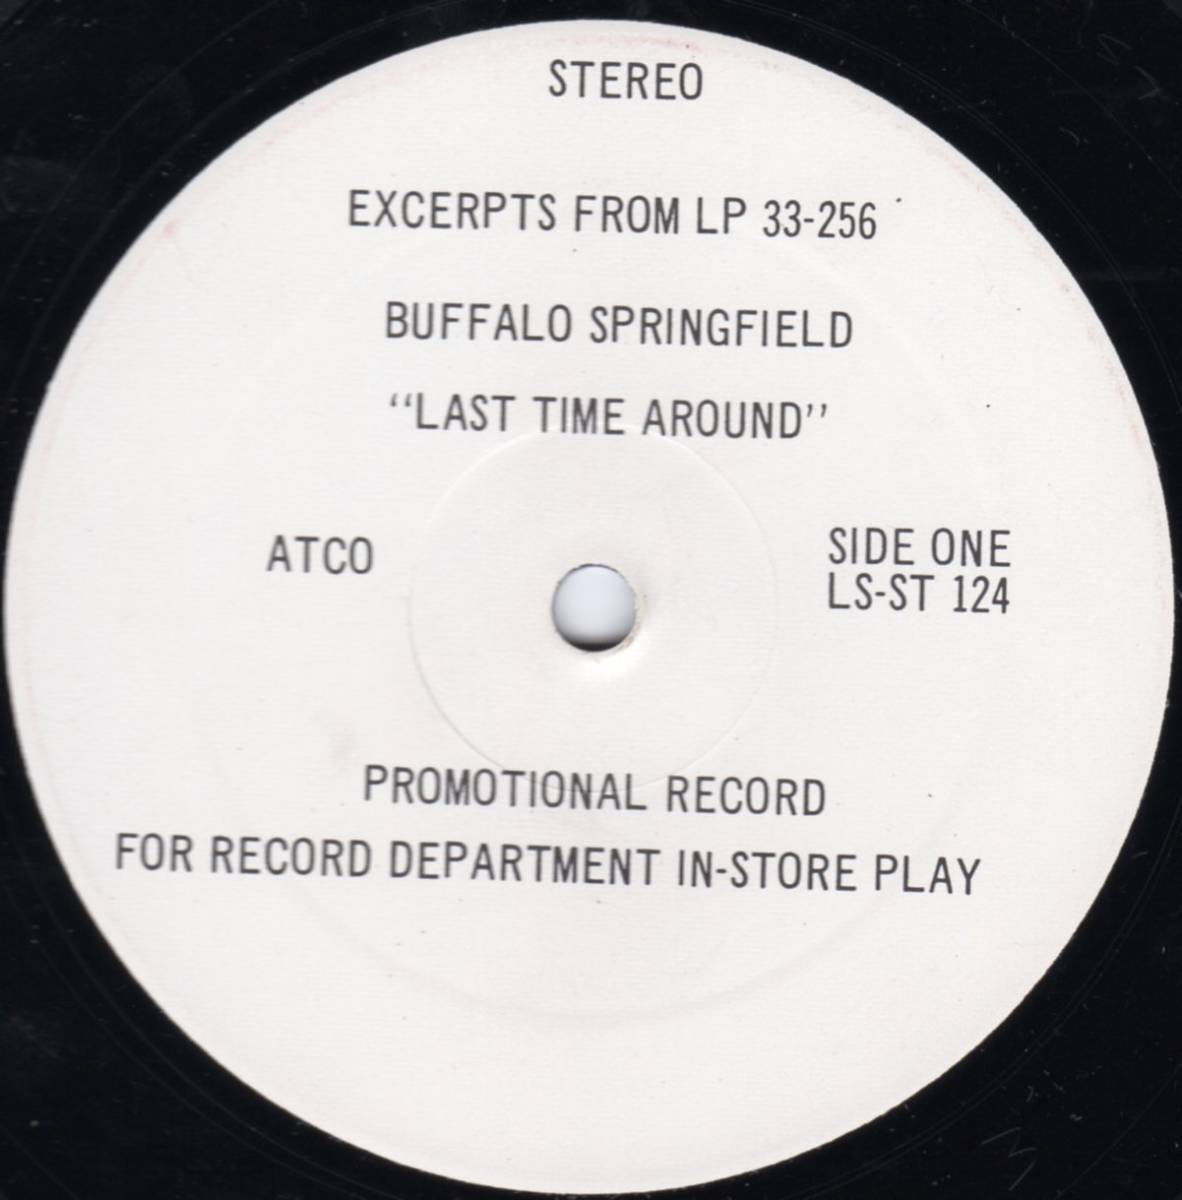 STEREO
EXCERPTS FROM LP 33-256
BUFFALO SPRINGFIELD
"LAST TIME AROUND"
ATCO
SIDE ONE
LS-ST 124
PROMOTIONAL RECORD
FOR RECORD DEPARTMENT IN-STORE PLAY